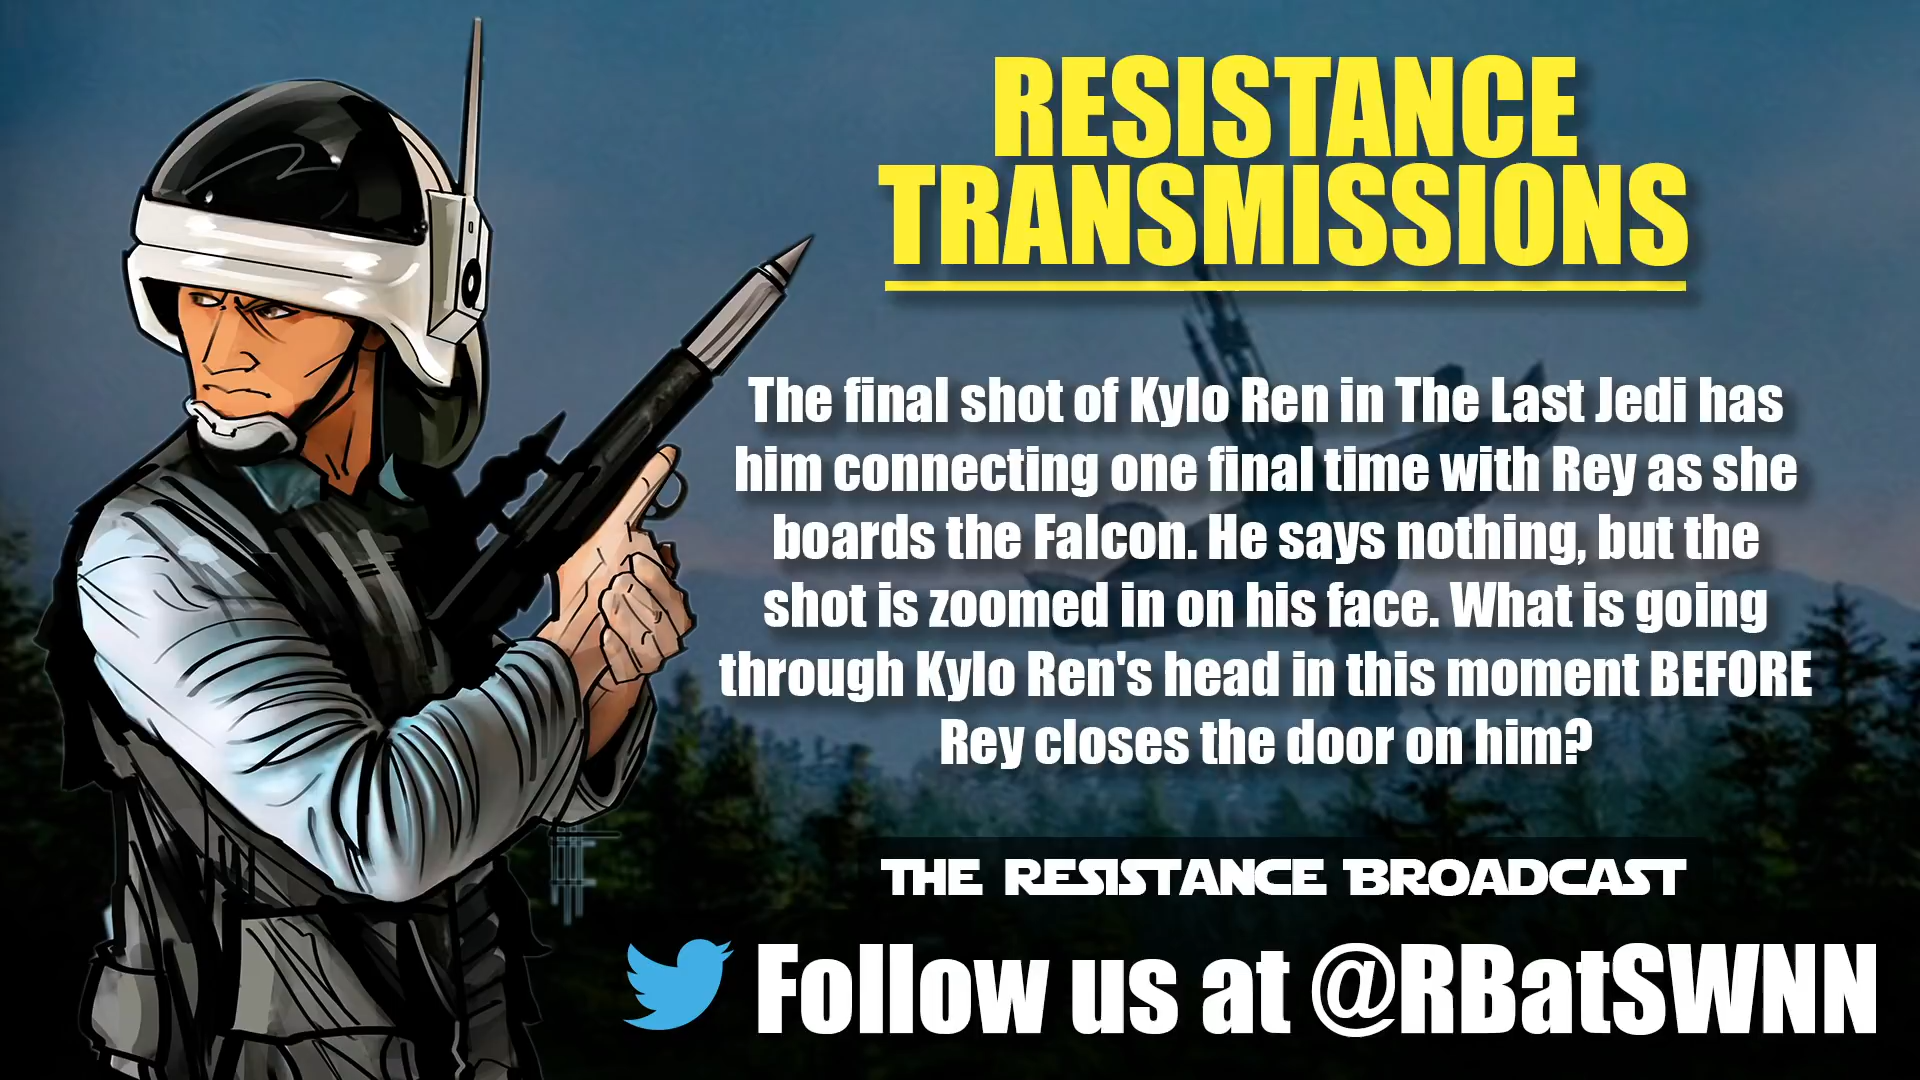 RESISTANCE
TRANSMISSIONS
The final shot of Kylo Ren in The Last Jedi has
him connecting one final time with Rey as she
boards the Falcon. He says nothing, but the
shot is zoomed in on his face. What is going
through Kylo Ren's head in this moment BEFORE
Rey closes the door on him?
THE RESISTANCE BROADCAST
Follow us at @RBatSWNN